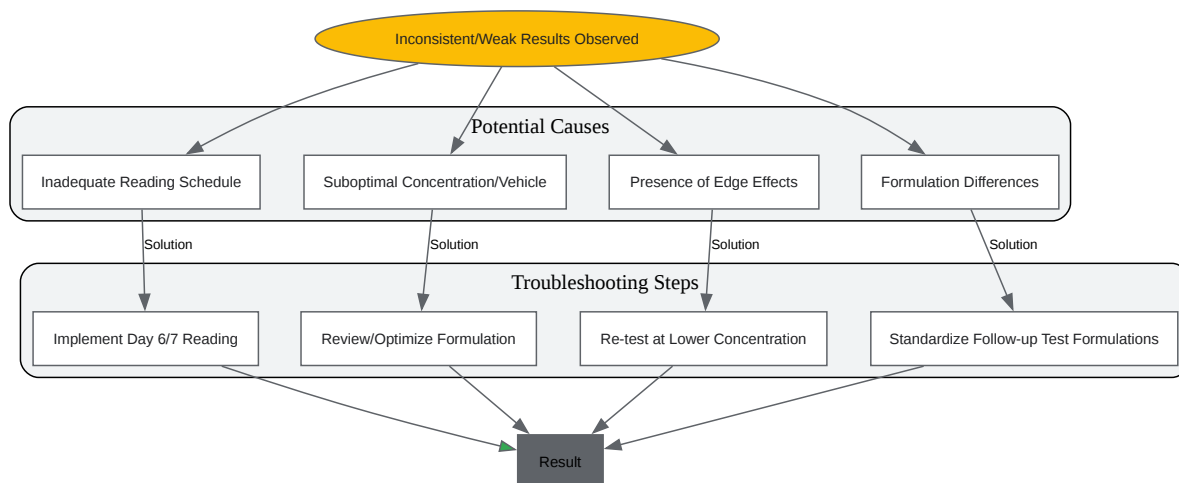 Inconsistent/Weak Results Observed
Potential Causes
Inadequate Reading Schedule
Suboptimal Concentration/Vehicle
Presence of Edge Effects
Formulation Differences
Solution
Solution
Solution
Solution
Troubleshooting Steps
Implement Day 6/7 Reading
Review/Optimize Formulation
Re-test at Lower Concentration
Standardize Follow-up Test Formulations
Result